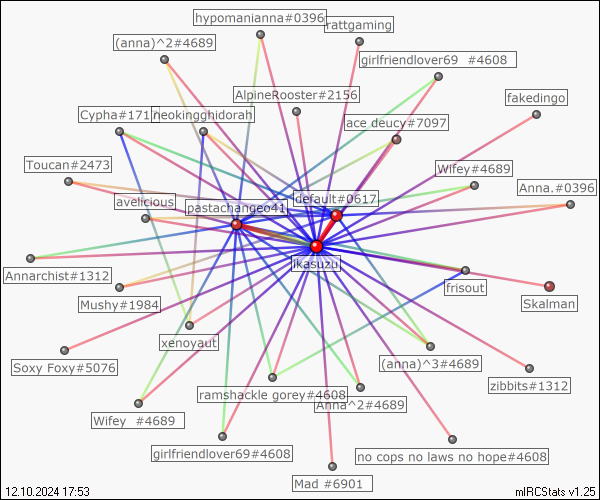 hypomanianna#0396
rattgaming
(anna)^2#4689
girlfriendlover69 #4608
AlpineRooster#2156
fakedingo
Cypha#171
neokingghidorah
ace deucy#7097
Toucan#2473
Wifey#4689
Anna.#0396
avelicious
pastachangeo41
default#0617
ikasuzu
Annarchist#1312
Mushy#1984
frisout
Skalman
xenoyaut
Soxy Foxy#5076
(anna)^3#4689
zibbits#1312
ramshackle gorey#4608
Anna^2#4689
Wifey #4689
girlfriendlover69#4608
no cops no laws no hope#4608
Mad #6901
12.10.2024 17:53
mIRCStats v1.25